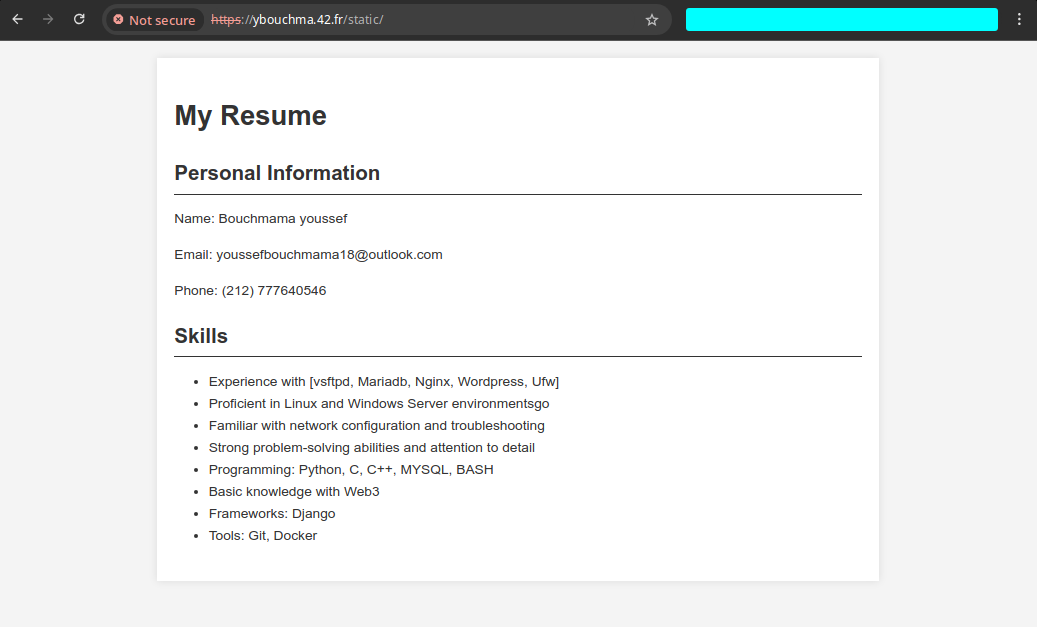 Not secure https://ybouchma.42.fr/static/
My Resume
Personal Information
Name: Bouchmama youssef
Email: youssefbouchmama18@outlook.com
Phone: (212) 777640546
Skills
• Experience with [vsftpd, Mariadb, Nginx, Wordpress, Ufw]
• Proficient in Linux and Windows Server environmentsgo
• Familiar with network configuration and troubleshooting
• Strong problem-solving abilities and attention to detail
• Programming: Python, C, C++, MYSQL, BASH
• Basic knowledge with Web3
• Frameworks: Django
• Tools: Git, Docker